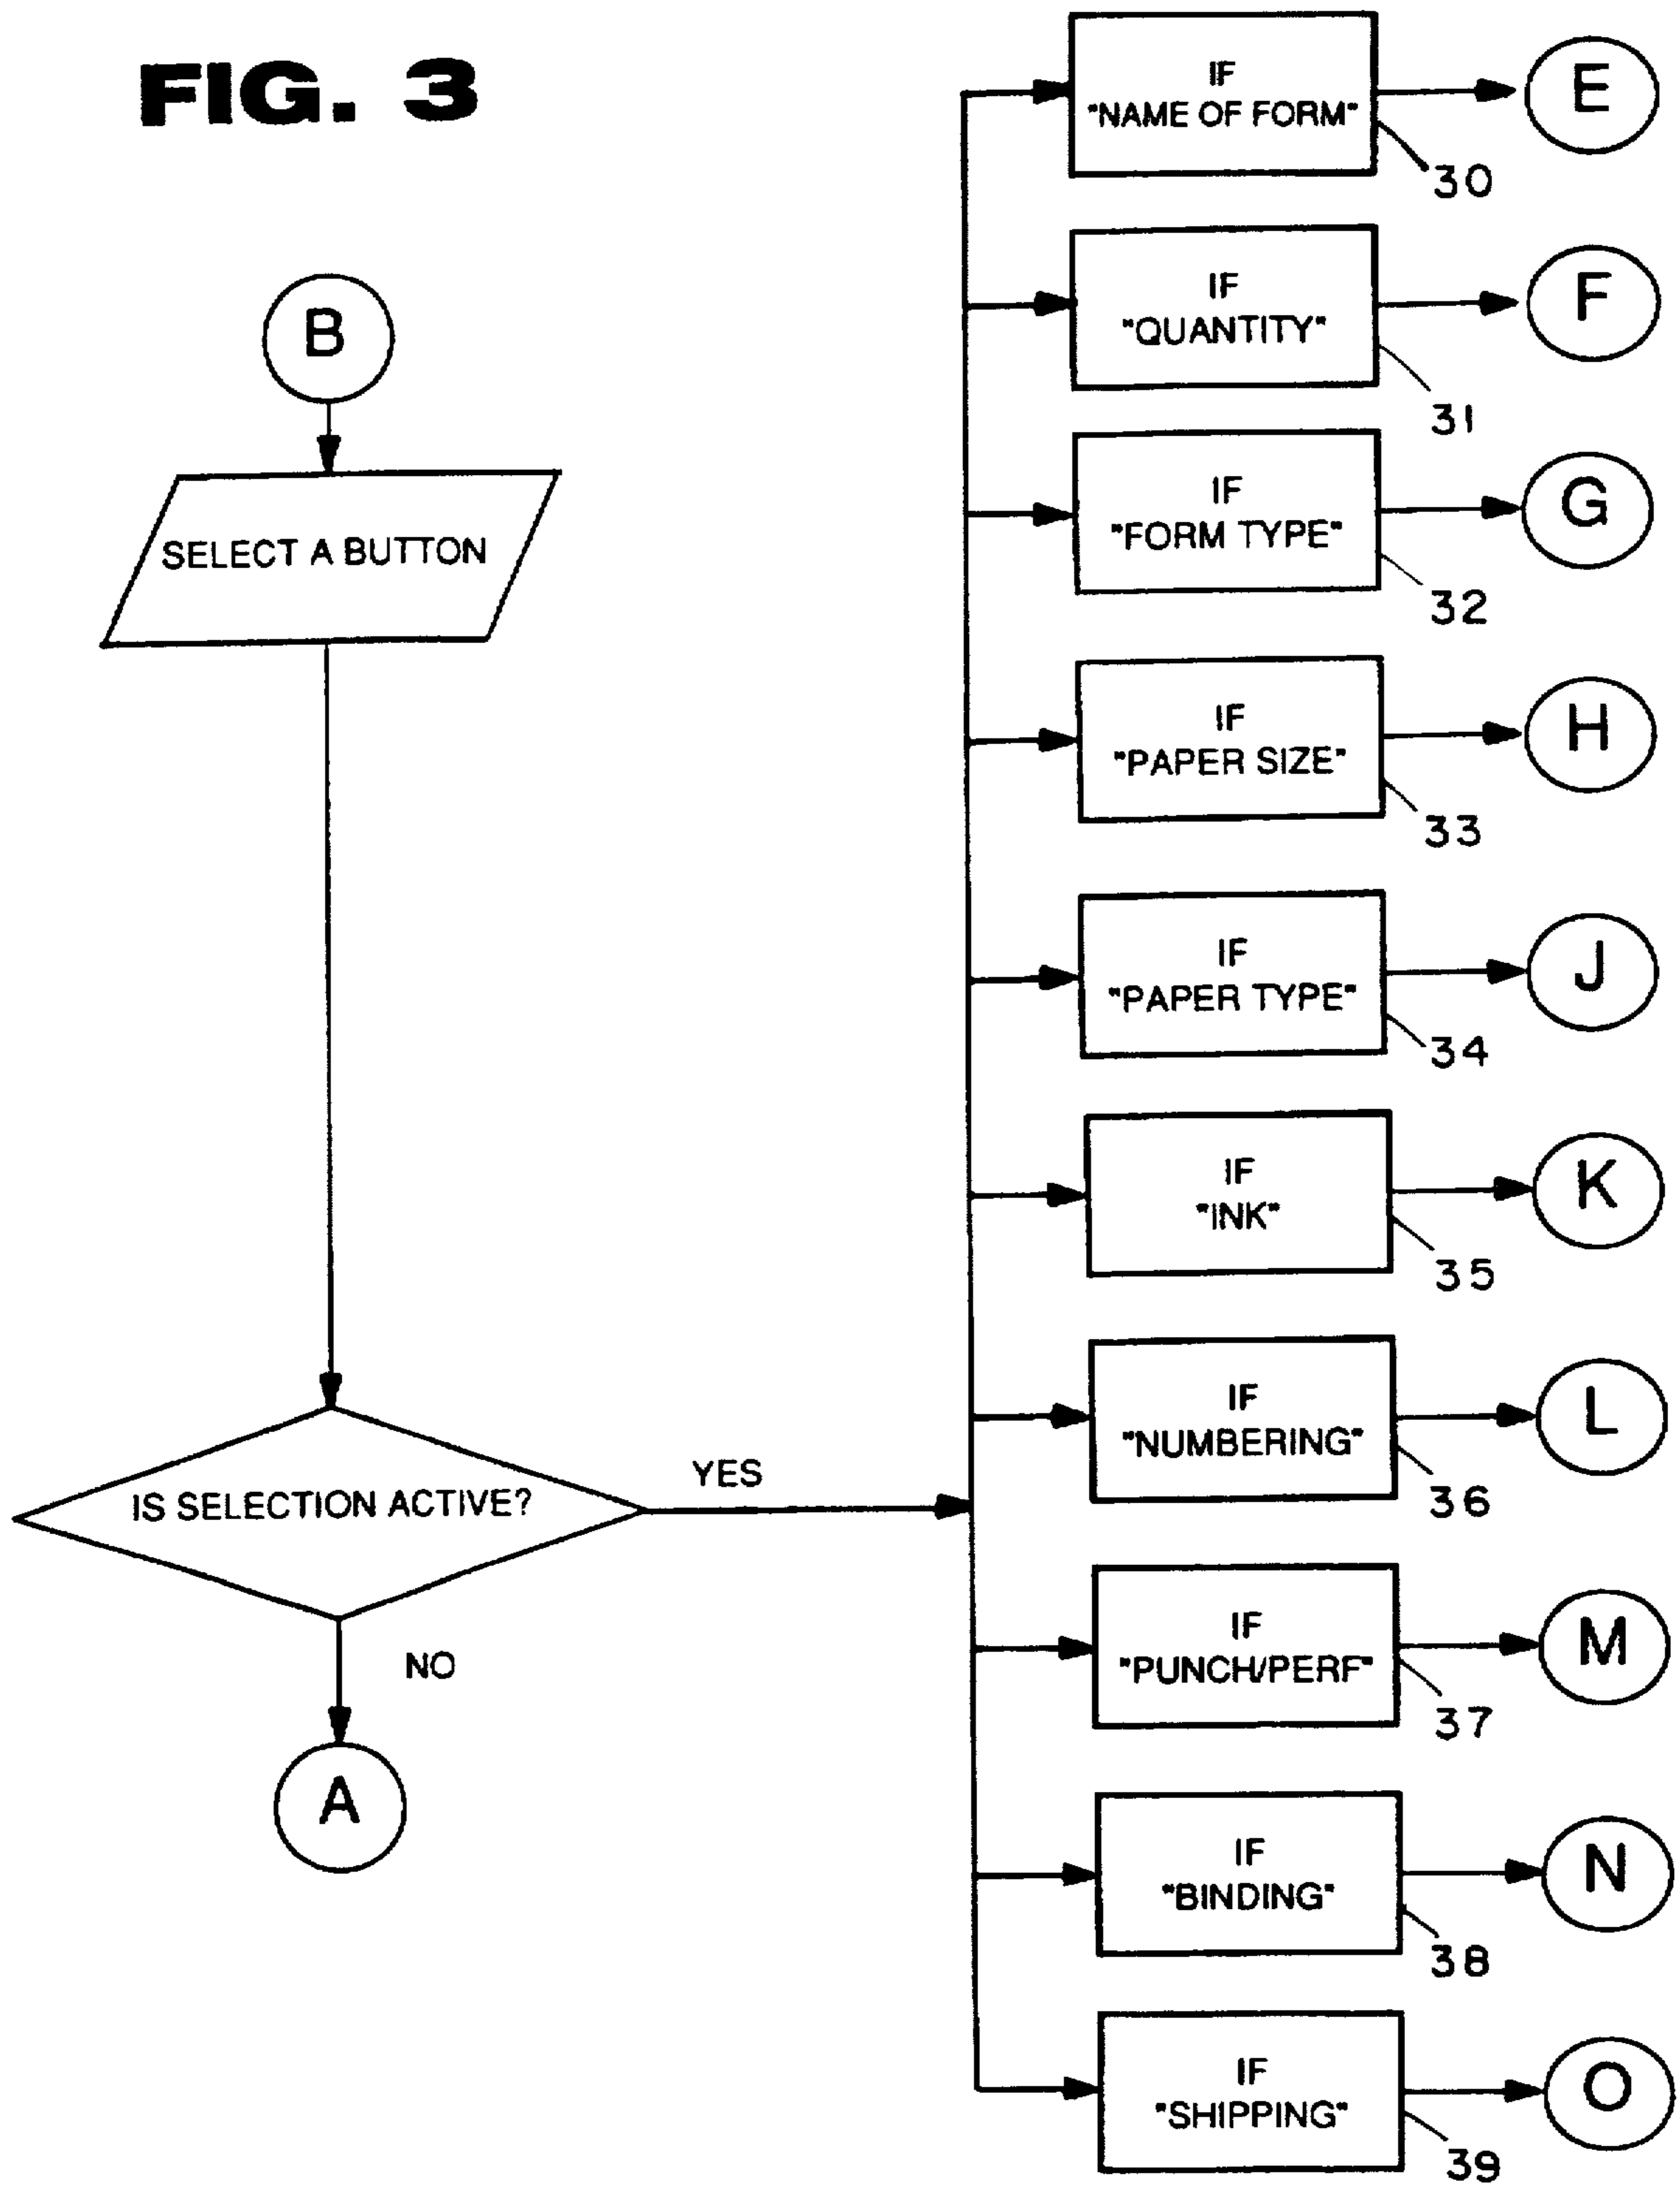 FIG. 3
B
SELECT A BUTTON
IS SELECTION ACTIVE?
YES
NO
A
IF
"NAME OF FORM"
30
E
IF
"QUANTITY"
31
F
IF
"FORM TYPE"
32
G
IF
"PAPER SIZE"
33
H
IF
"PAPER TYPE"
34
J
IF
"INK"
35
K
IF
"NUMBERING"
36
L
IF
"PUNCH/PERF"
37
M
IF
"BINDING"
38
N
IF
"SHIPPING"
39
O